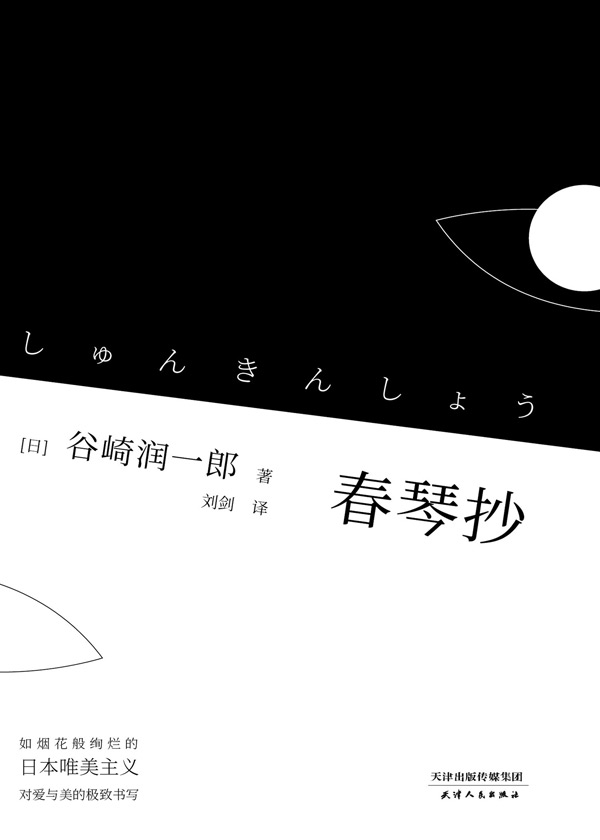 しゅんきんしょう
[日] 谷崎润一郎 著
刘剑 译
春琴抄
如烟花般绚烂的
日本唯美主义
对爱与美的极致书写
天津出版传媒集团
天津人民出版社